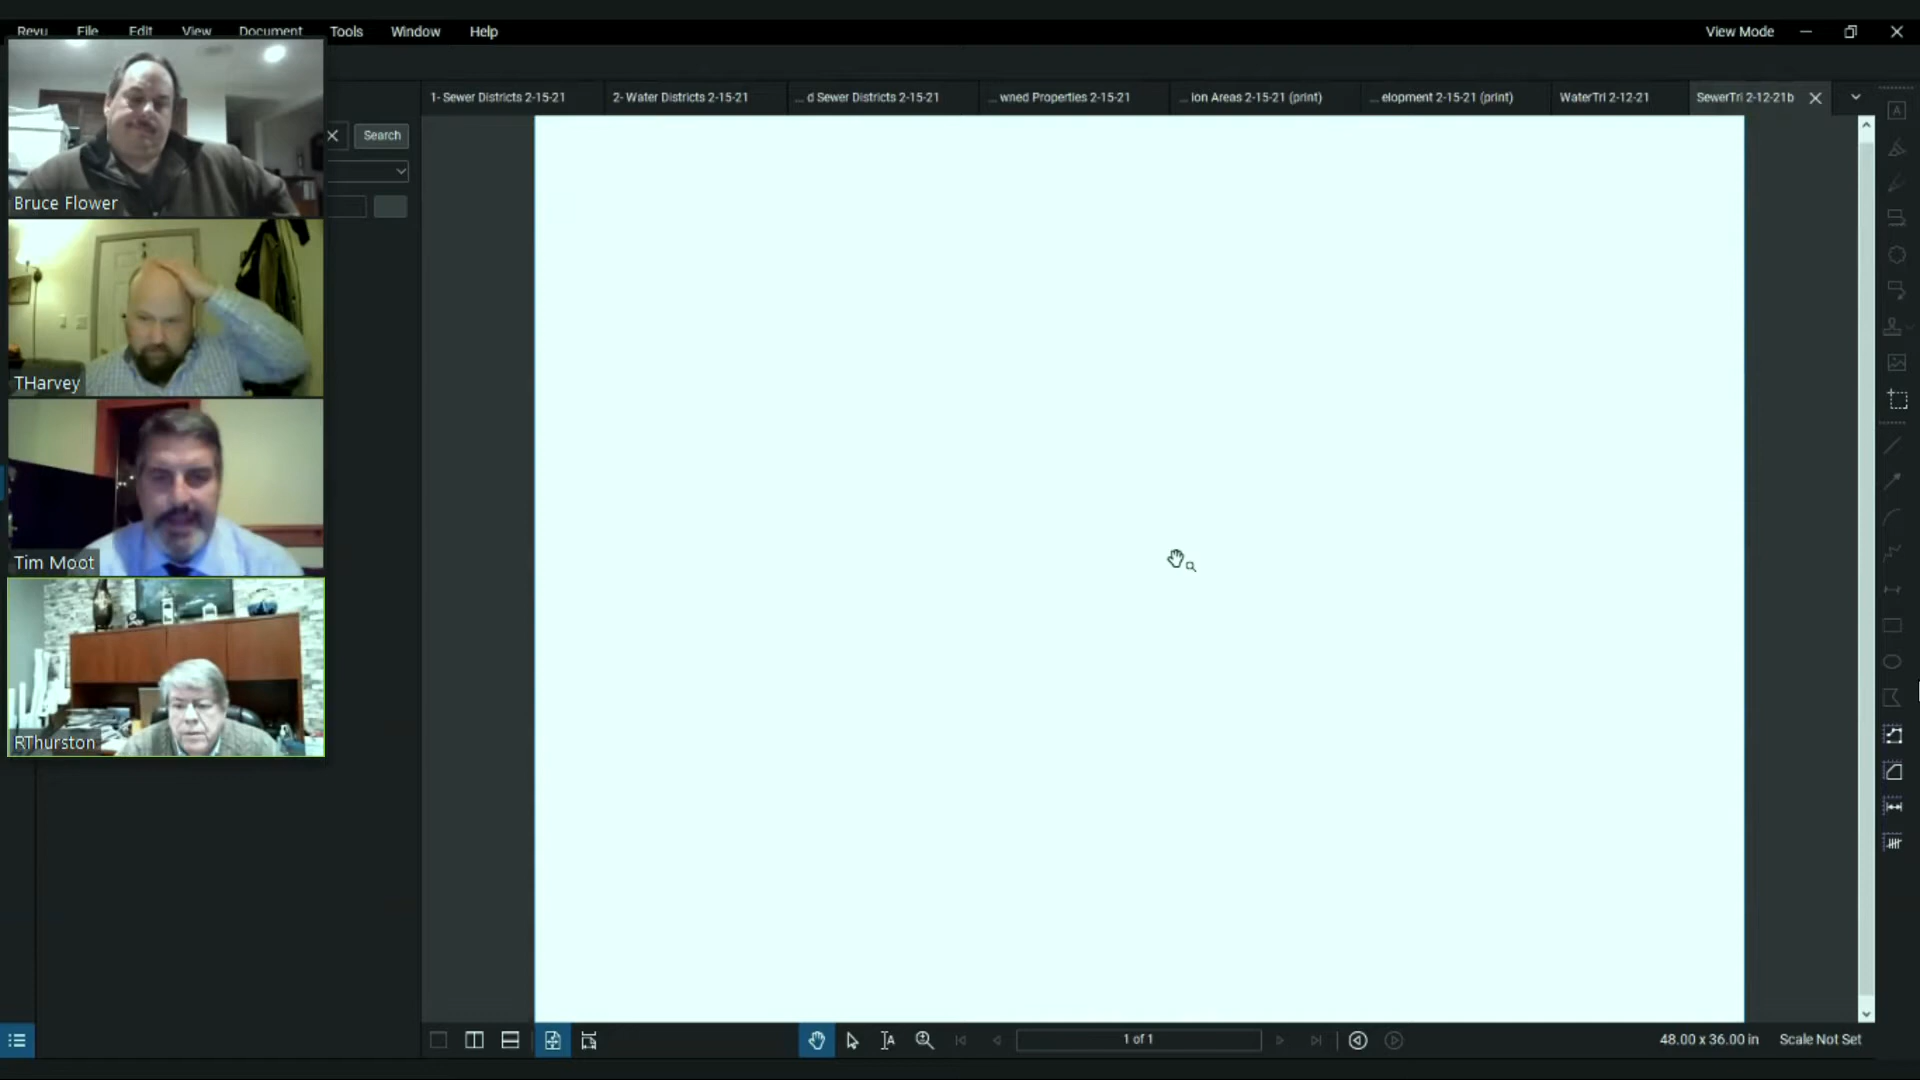 Revu File Edit View Document Tools Window Help View Mode
1- Sewer Districts 2-15-21 2- Water Districts 2-15-21 ... d Sewer Districts 2-15-21 ... wned Properties 2-15-21 ... ion Areas 2-15-21 (print) ... elopment 2-15-21 (print) WaterTri 2-12-21 SewerTri 2-12-21b
Search
Bruce Flower
THarvey
Tim Moot
RThurston
1 of 1
48.00 x 36.00 in Scale Not Set